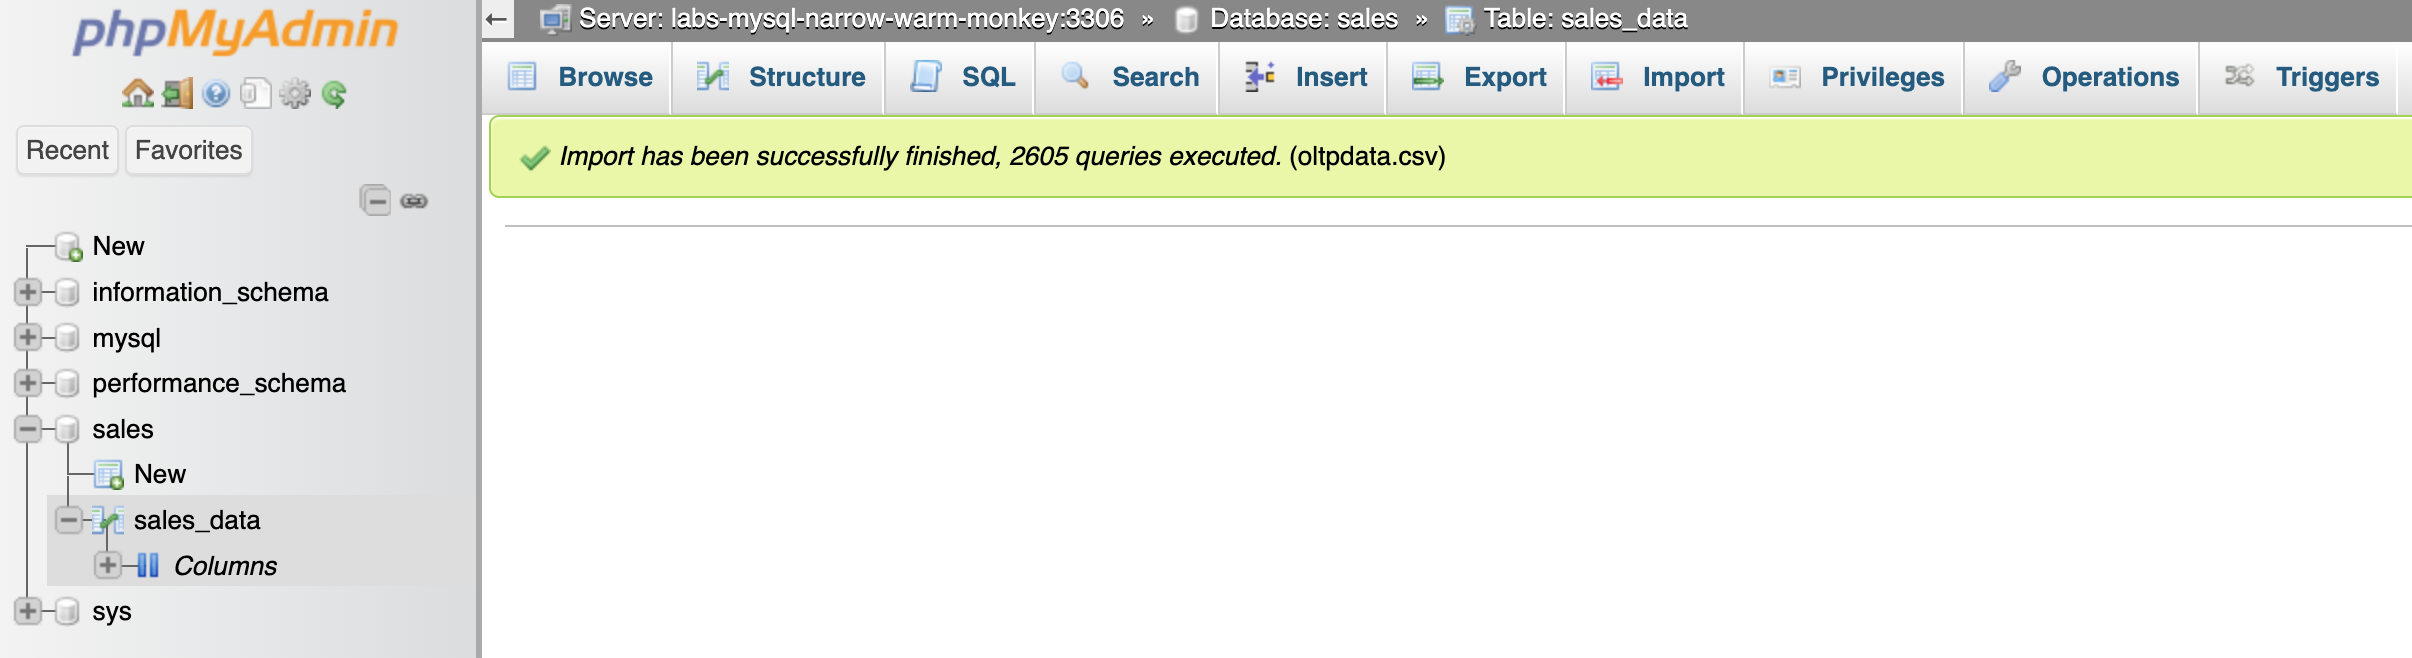 phpMyAdmin
Recent Favorites
New
information_schema
mysql
performance_schema
sales
New
sales_data
Columns
sys
Server: labs-mysql-narrow-warm-monkey:3306 » Database: sales » Table: sales_data
Browse Structure SQL Search Insert Export Import Privileges Operations Triggers
Import has been successfully finished, 2605 queries executed. (oltpdata.csv)